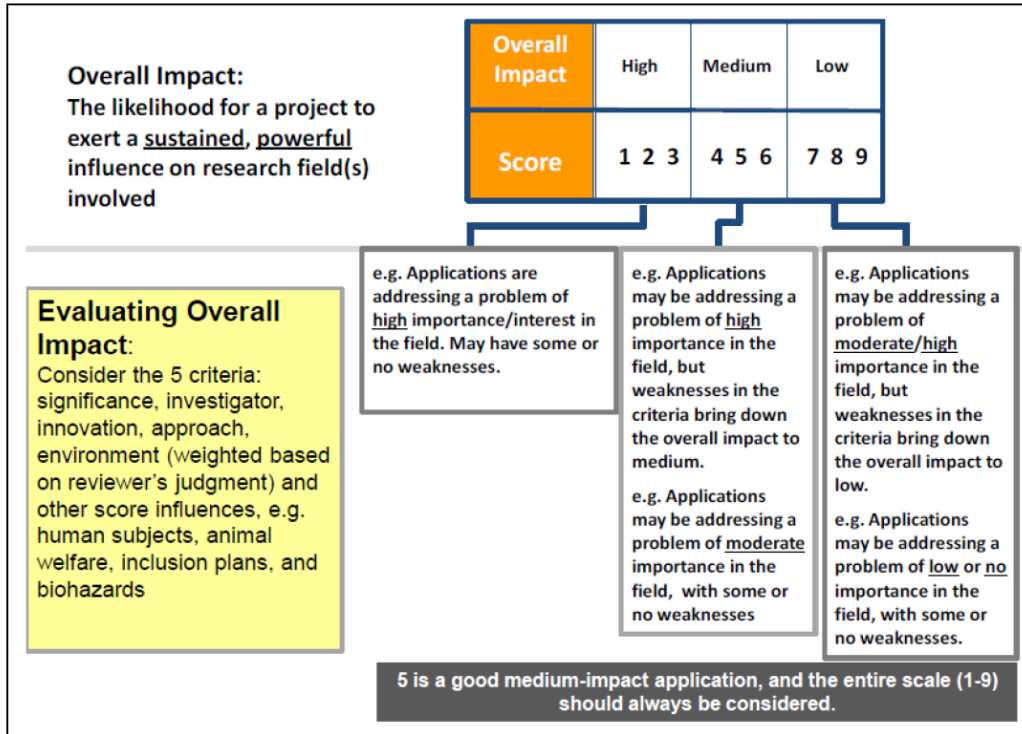 Overall Impact:
The likelihood for a project to
exert a sustained, powerful
influence on research field(s)
involved
Overall
Impact
High
Medium
Low
Score
1 2 3
4 5 6
7 8 9
Evaluating Overall
Impact:
Consider the 5 criteria:
significance, investigator,
innovation, approach,
environment (weighted based
on reviewer's judgment) and
other score influences, e.g.
human subjects, animal
welfare, inclusion plans, and
biohazards
e.g. Applications are
addressing a problem of
high importance/interest in
the field. May have some or
no weaknesses.
e.g. Applications
may be addressing a
problem of high
importance in the
field, but
weaknesses in the
criteria bring down
the overall impact to
medium.
e.g. Applications
may be addressing a
problem of moderate
importance in the
field, with some or
no weaknesses
e.g. Applications
may be addressing a
problem of
moderate/high
importance in the
field, but
weaknesses in the
criteria bring down
the overall impact to
low.
e.g. Applications
may be addressing a
problem of low or no
importance in the
field, with some or
no weaknesses.
5 is a good medium-impact application, and the entire scale (1-9)
should always be considered.